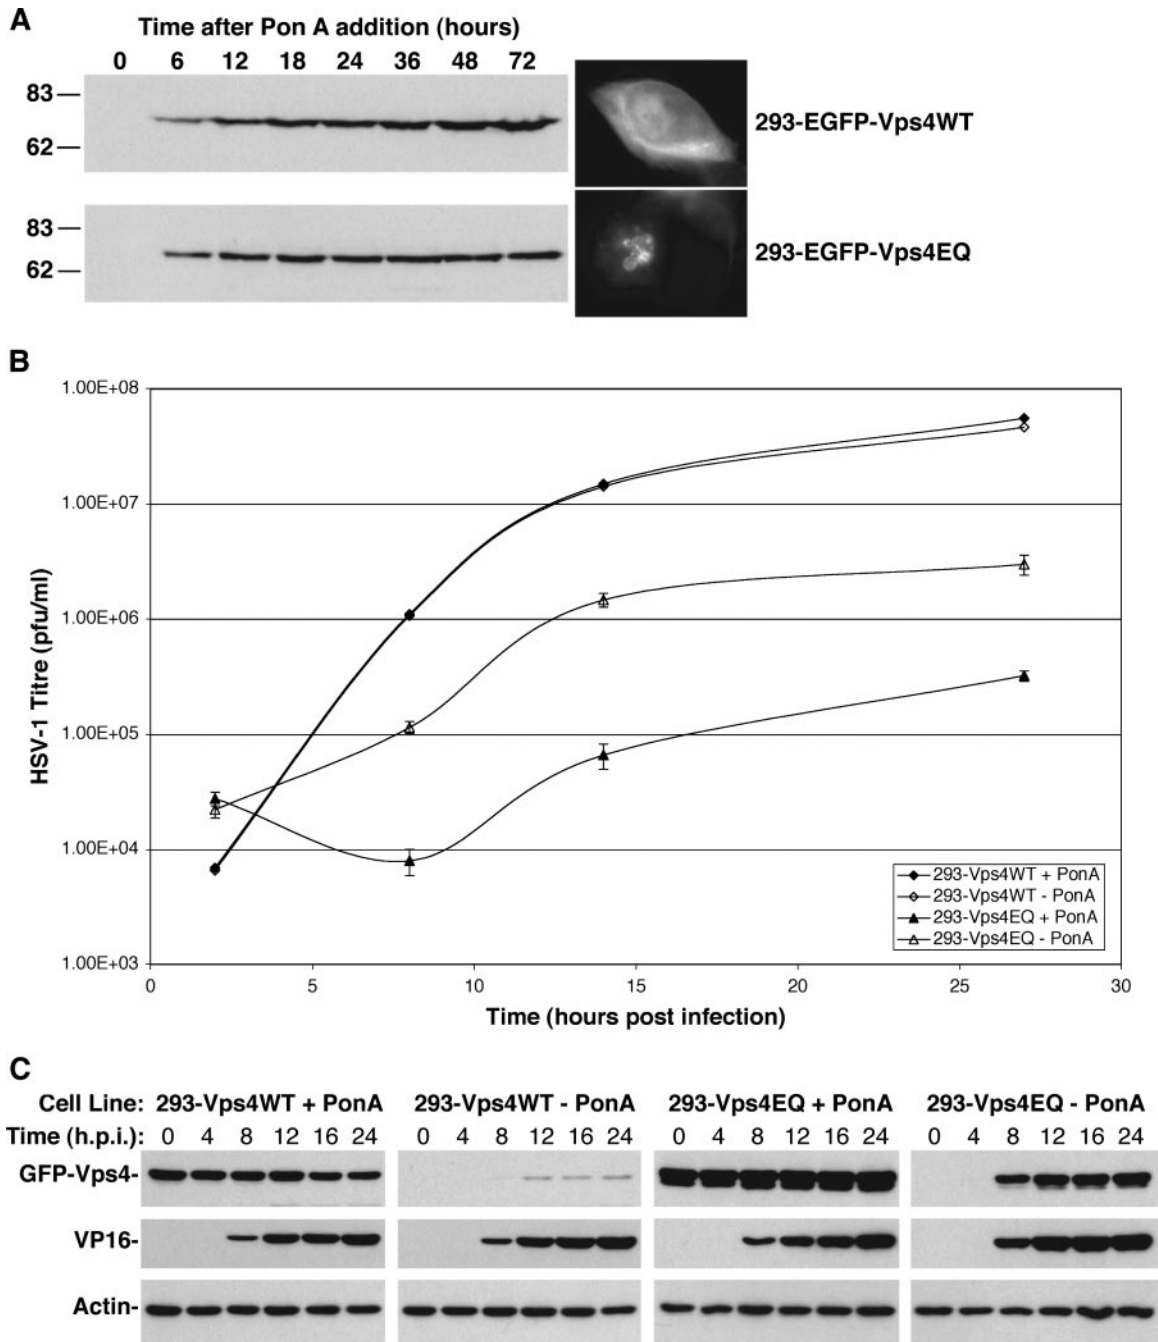 A
Time after Pon A addition (hours)
0 6 12 18 24 36 48 72
83
62
293-EGFP-Vps4WT
83
62
293-EGFP-Vps4EQ
B
1.00E+08
1.00E+07
1.00E+06
1.00E+05
1.00E+04
1.00E+03
HSV-1 Titre (pfu/ml)
293-Vps4WT + PonA
293-Vps4WT - PonA
293-Vps4EQ + PonA
293-Vps4EQ - PonA
0 5 10 15 20 25 30
Time (hours post infection)
C
Cell Line: 293-Vps4WT + PonA 293-Vps4WT - PonA 293-Vps4EQ + PonA 293-Vps4EQ - PonA
Time (h.p.i.): 0 4 8 12 16 24 0 4 8 12 16 24 0 4 8 12 16 24 0 4 8 12 16 24
GFP-Vps4-
VP16-
Actin-